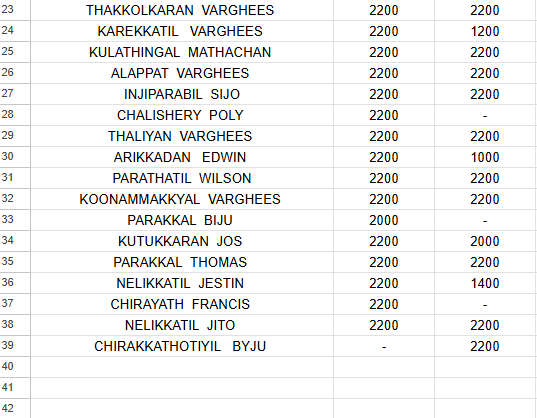 23 THAKKOLKARAN VARGHEES 2200 2200
24 KAREKKATIL VARGHEES 2200 1200
25 KULATHINGAL MATHACHAN 2200 2200
26 ALAPPAT VARGHEES 2200 2200
27 INJIPARABIL SIJO 2200 2200
28 CHALISHERY POLY 2200 -
29 THALIYAN VARGHEES 2200 2200
30 ARIKKADAN EDWIN 2200 1000
31 PARATHATIL WILSON 2200 2200
32 KOONAMMAKKYAL VARGHEES 2200 2200
33 PARAKKAL BIJU 2000 -
34 KUTUKKARAN JOS 2200 2000
35 PARAKKAL THOMAS 2200 2200
36 NELIKKATIL JESTIN 2200 1400
37 CHIRAYATH FRANCIS 2200 -
38 NELIKKATIL JITO 2200 2200
39 CHIRAKKATHOTIYIL BYJU - 2200
40
41
42